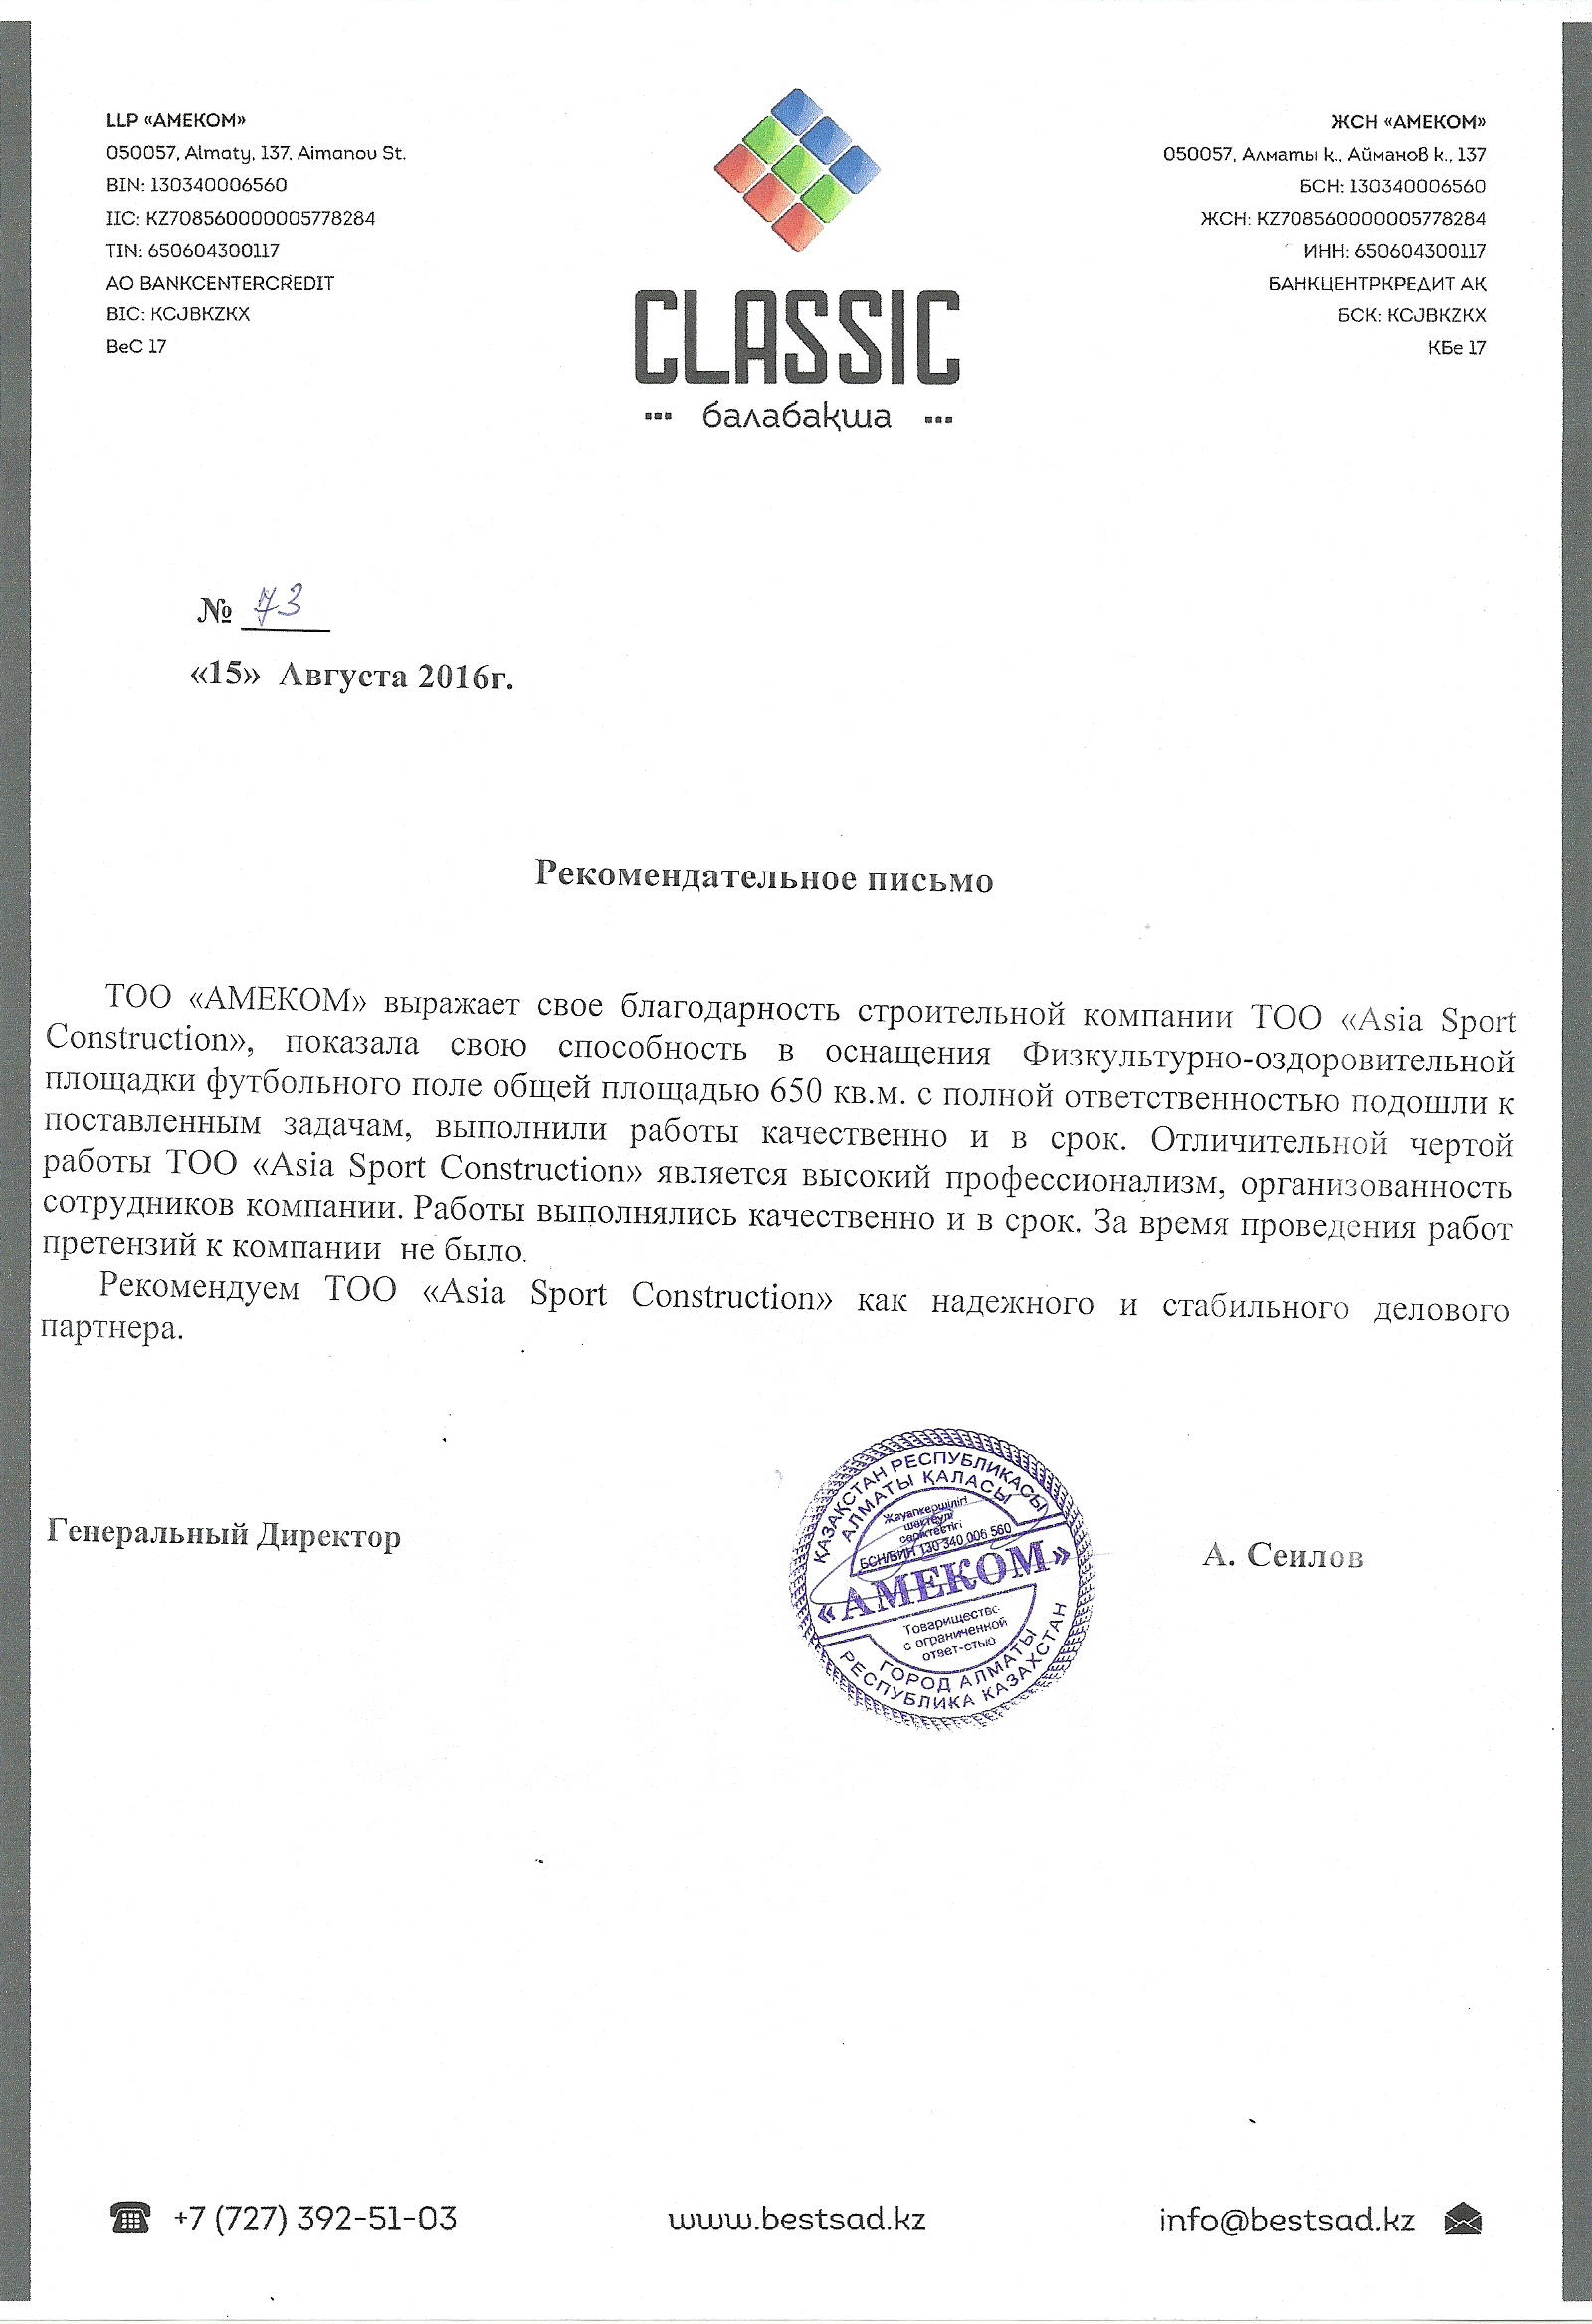 LLP «АМЕКОМ»
050057, Almaty, 137, Aimanov St.
BIN: 130340006560
IIC: KZ708560000005778284
TIN: 650604300117
АО BANKCENTERCREDIT
BIC: KCJBKZKX
BeC 17
ЖСН «АМЕКОМ»
050057, Алматы қ., Айманов к., 137
БСН: 130340006560
ЖСН: KZ708560000005778284
ИНН: 650604300117
БАНКЦЕНТРКРЕДИТ АҚ
БСК: KCJBKZKX
КБе 17
CLASSIC
балабақша
№ 73
«15» Августа 2016г.
Рекомендательное письмо
ТОО «АМЕКОМ» выражает свое благодарность строительной компании ТОО «Asia Sport
Construction», показала свою способность в оснащения Физкультурно-оздоровительной
площадки футбольного поле общей площадью 650 кв.м. с полной ответственностью подошли к
поставленным задачам, выполнили работы качественно и в срок. Отличительной чертой
работы ТОО «Asia Sport Construction» является высокий профессионализм, организованность
сотрудников компании. Работы выполнялись качественно и в срок. За время проведения работ
претензий к компании не было.
Рекомендуем ТОО «Asia Sport Construction» как надежного и стабильного делового
партнера.
Генеральный Директор
ҚАЗАҚСТАН РЕСПУБЛИКАСЫ
АЛМАТЫ ҚАЛАСЫ
Жауапкершілігі
шектеулі
серіктестігі
БСН/БИН 130 340 006 560
«АМЕКОМ»
Товарищество
с ограниченной
ответ-стью
ГОРОД АЛМАТЫ
РЕСПУБЛИКА КАЗАХСТАН
А. Сеилов
+7 (727) 392-51-03
www.bestsad.kz
info@bestsad.kz